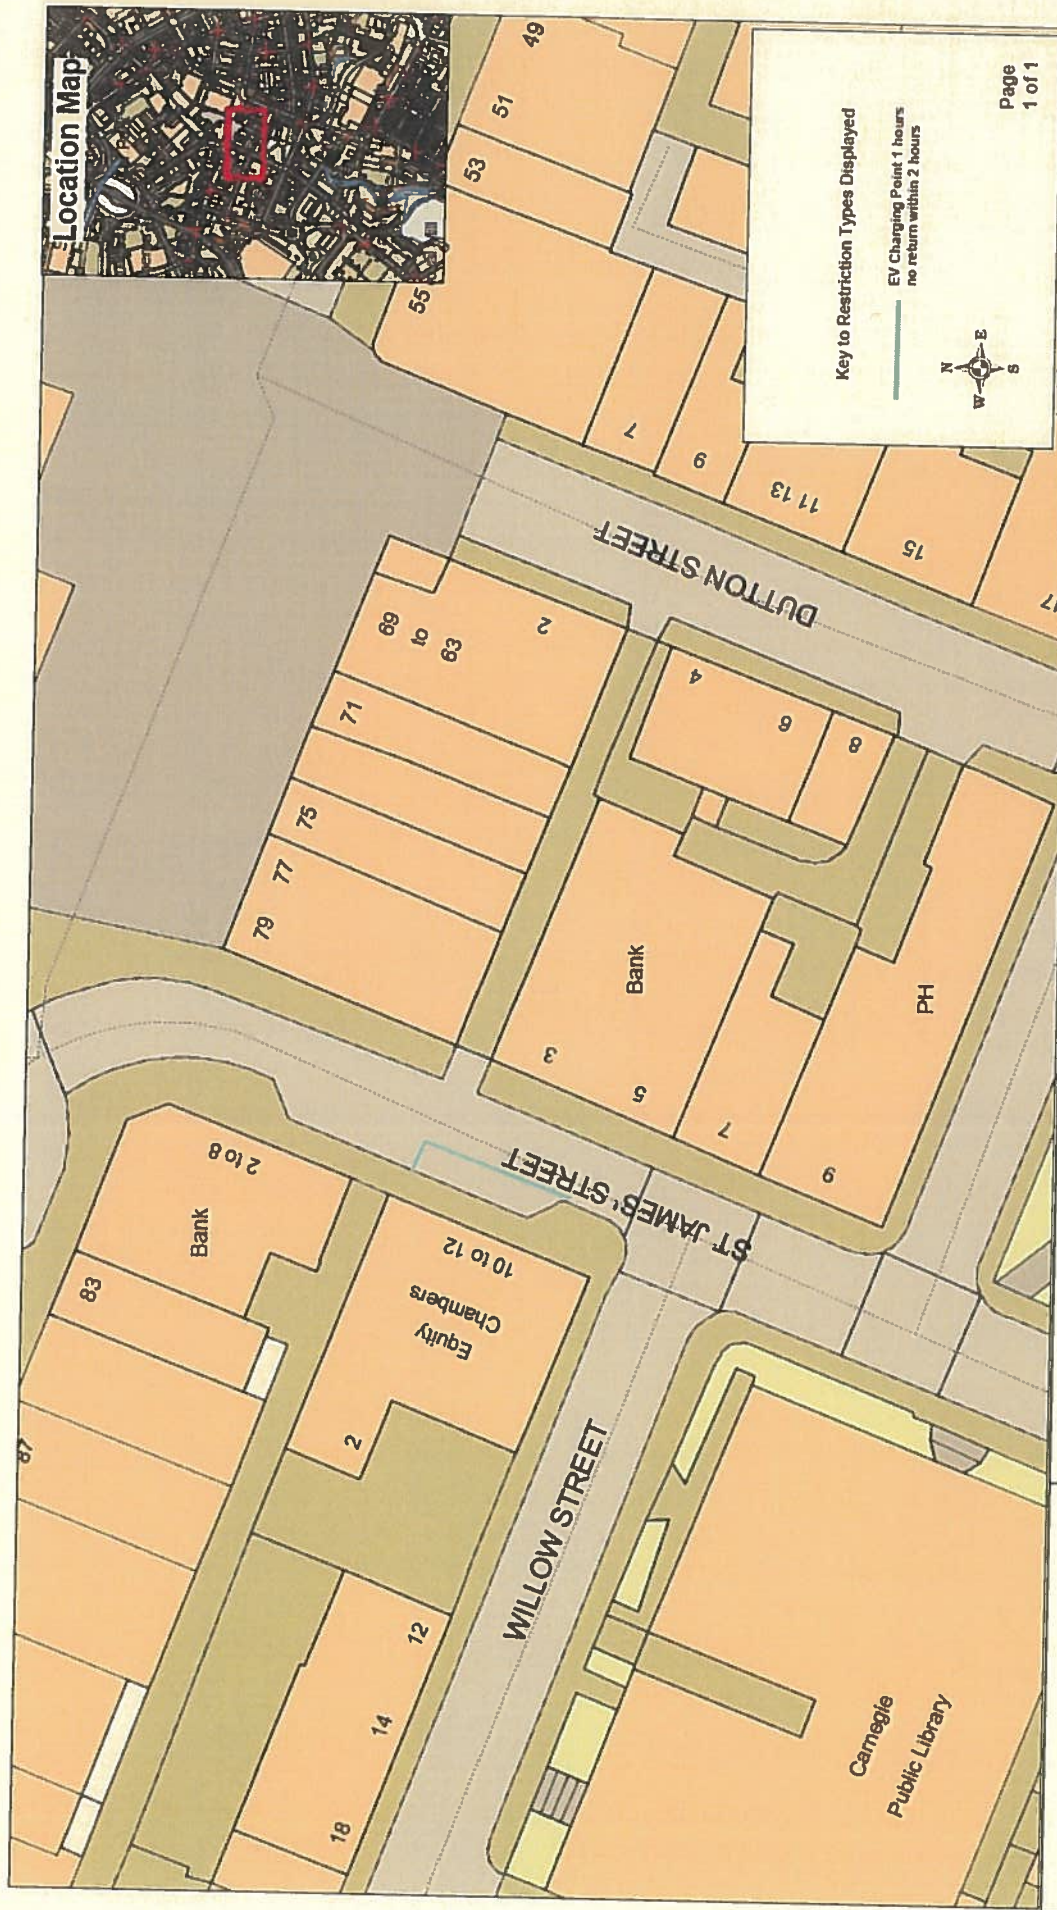 Location Map
49
51
53
55
7
9
11 13
15
17
DUTTON STREET
69
to
63
2
71
75
77
79
4
6
8
Bank
3
5
7
9
PH
ST JAMES' STREET
Bank
2 to 8
83
87
10 to 12
Equity
Chambers
2
12
14
18
WILLOW STREET
Carnegie
Public Library
Key to Restriction Types Displayed
EV Charging Point 1 hours
no return within 2 hours
N
W
E
S
Page
1 of 1